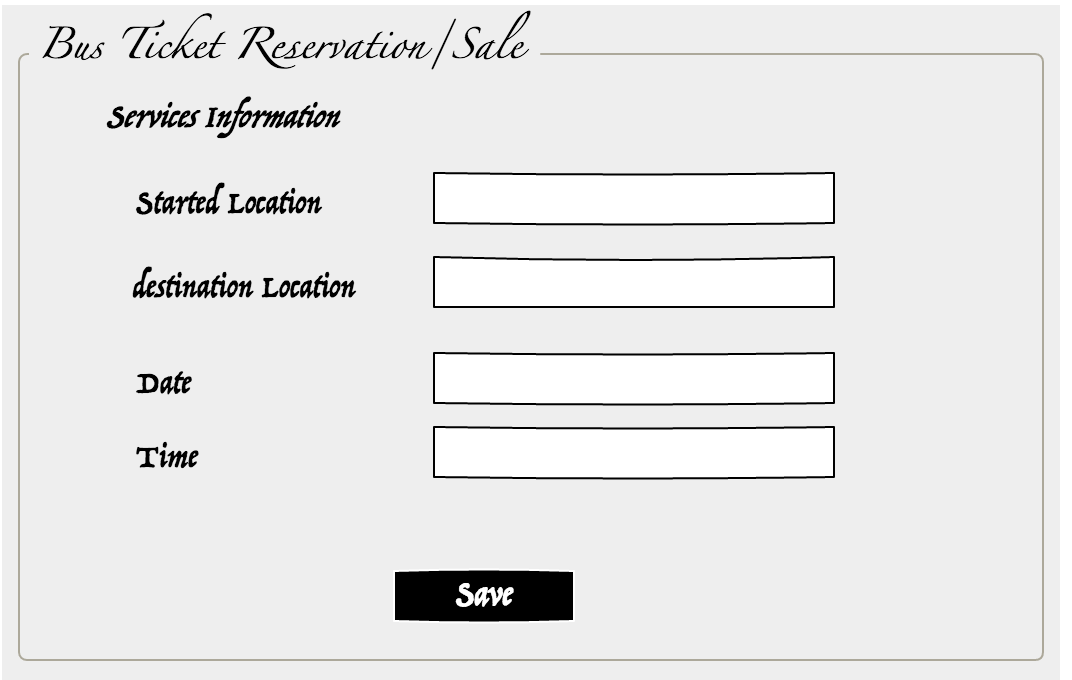 Bus Ticket Reservation/Sale
Services Information
Started Location
destination Location
Date
Time
Save